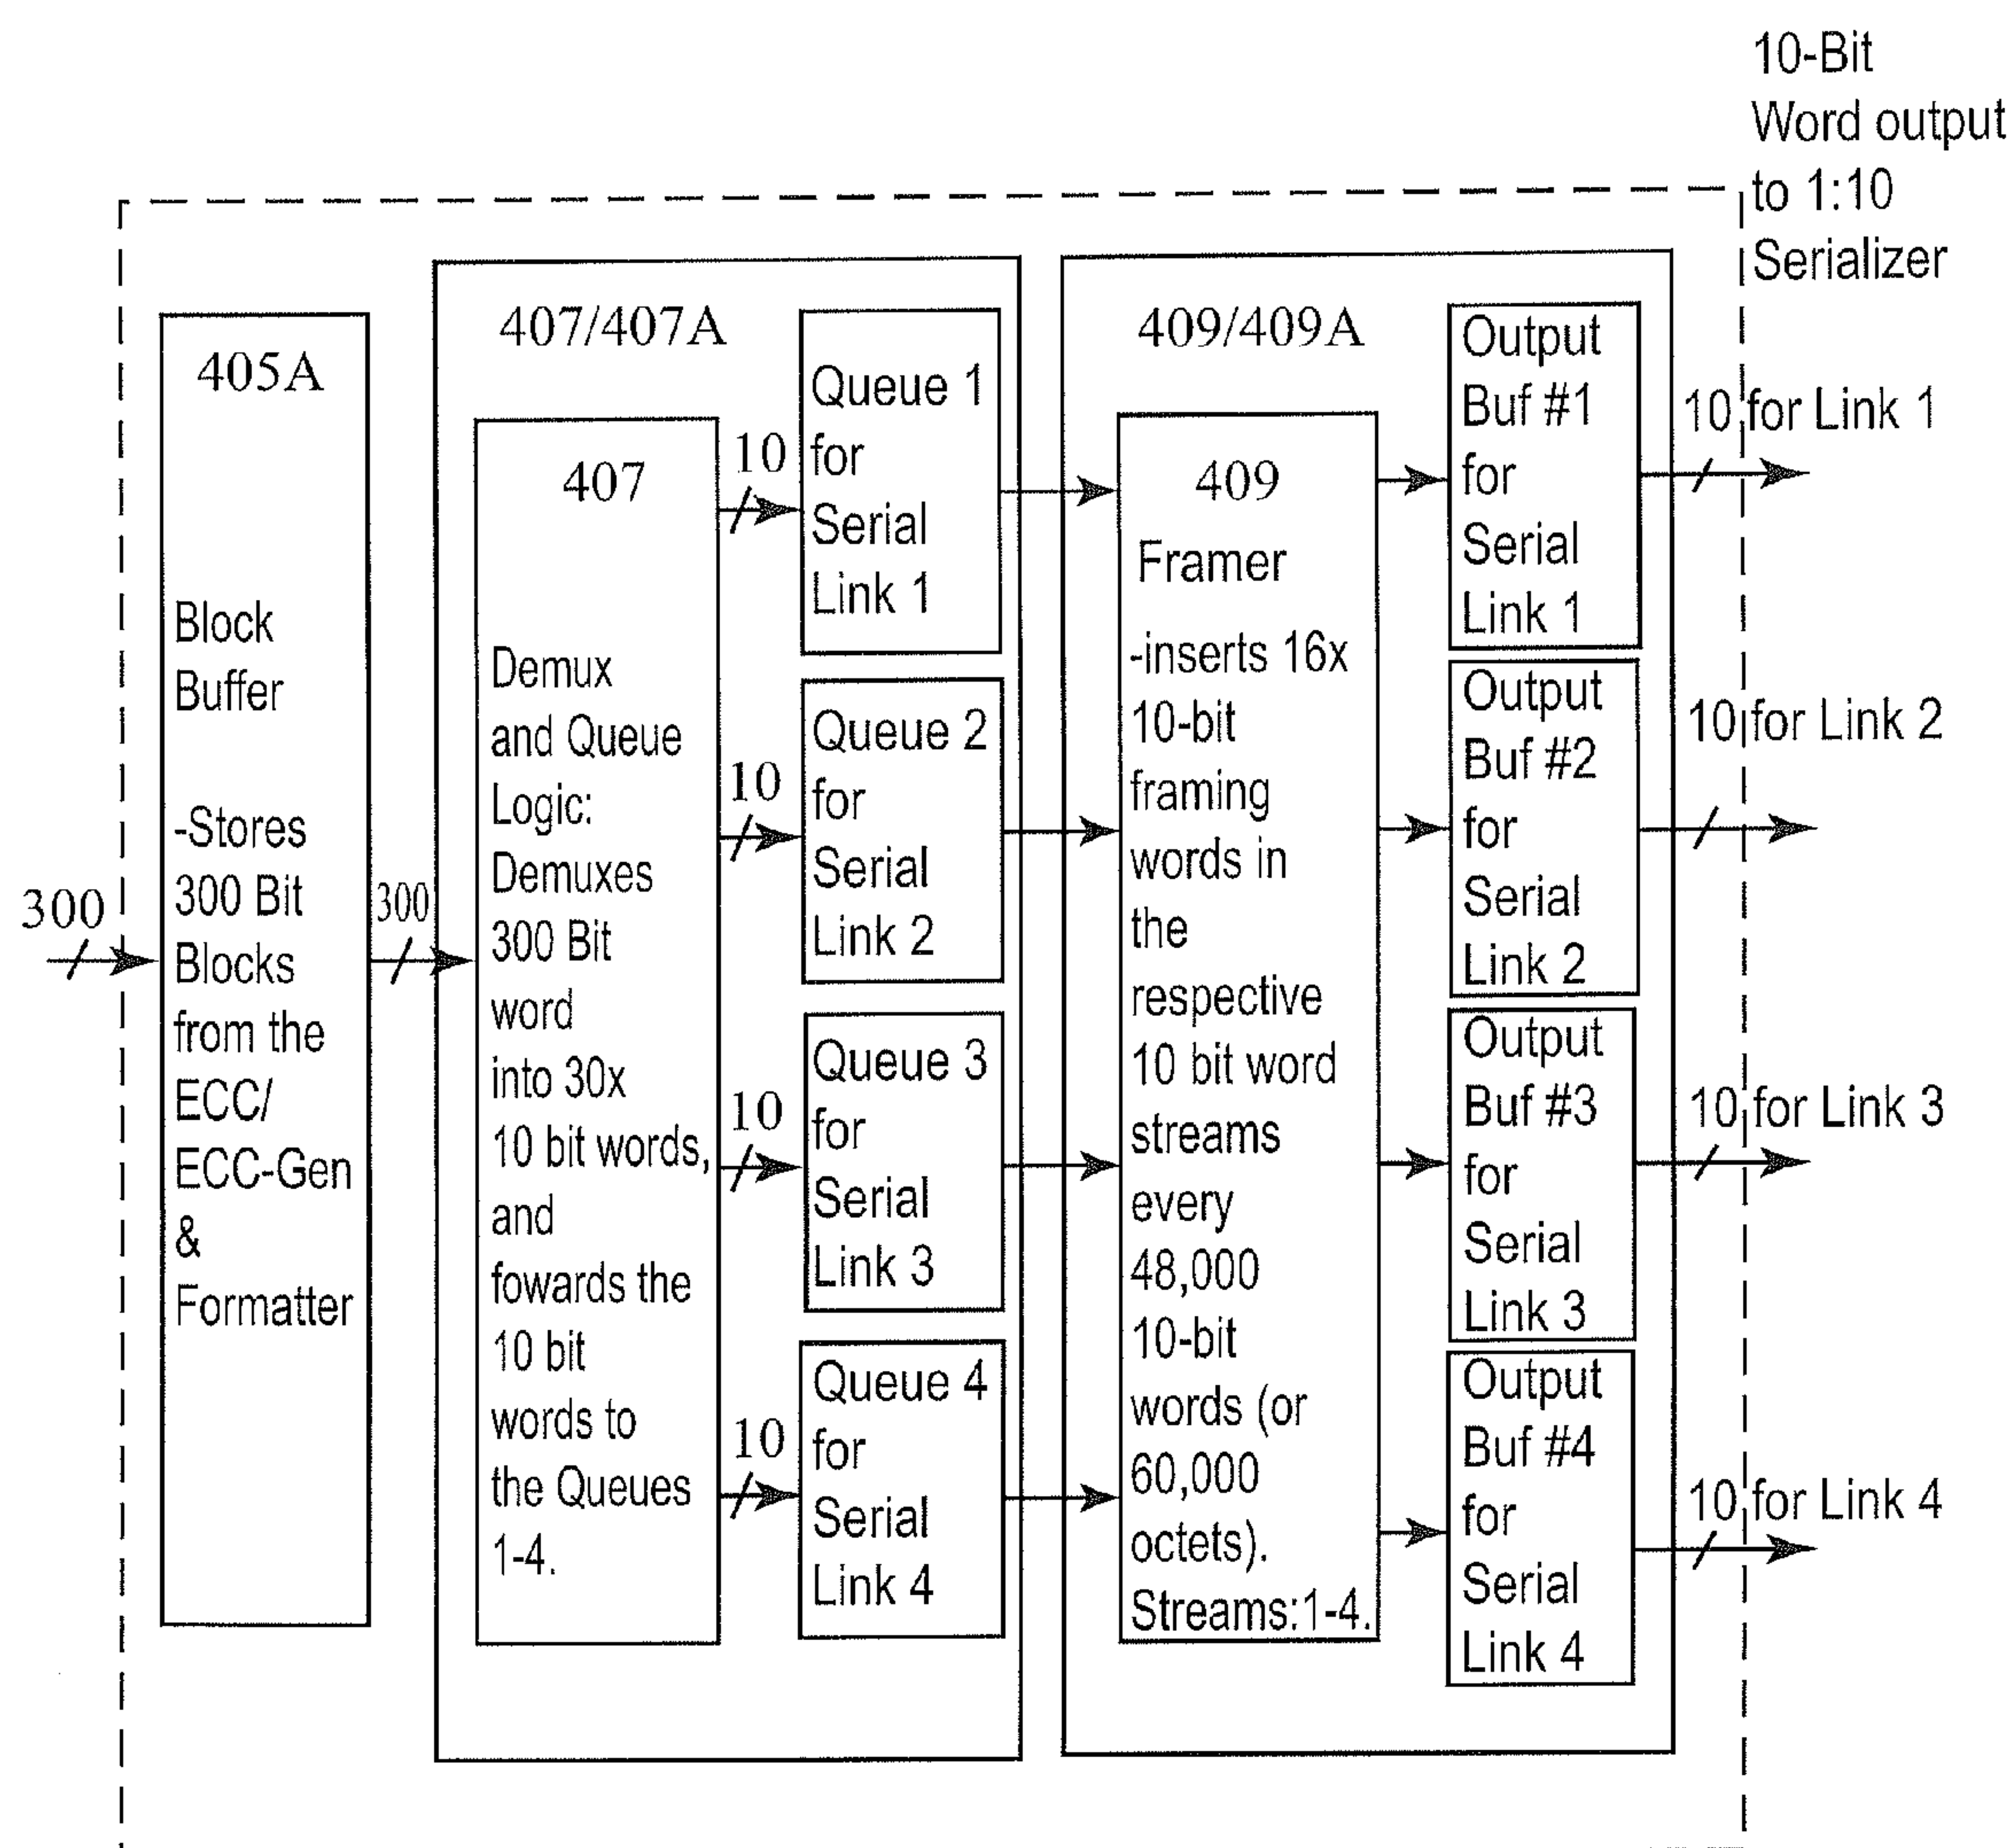 10-Bit
Word output
to 1:10
Serializer
300
405A
Block
Buffer
-Stores
300 Bit
Blocks
from the
ECC/
ECC-Gen
&
Formatter
300
407/407A
407
Demux
and Queue
Logic:
Demuxes
300 Bit
word
into 30x
10 bit words,
and
fowards the
10 bit
words to
the Queues
1-4.
10
Queue 1
for
Serial
Link 1
10
Queue 2
for
Serial
Link 2
10
Queue 3
for
Serial
Link 3
10
Queue 4
for
Serial
Link 4
409/409A
409
Framer
-inserts 16x
10-bit
framing
words in
the
respective
10 bit word
streams
every
48,000
10-bit
words (or
60,000
octets).
Streams:1-4.
Output
Buf #1
for
Serial
Link 1
10 for Link 1
Output
Buf #2
for
Serial
Link 2
10 for Link 2
Output
Buf #3
for
Serial
Link 3
10 for Link 3
Output
Buf #4
for
Serial
Link 4
10 for Link 4